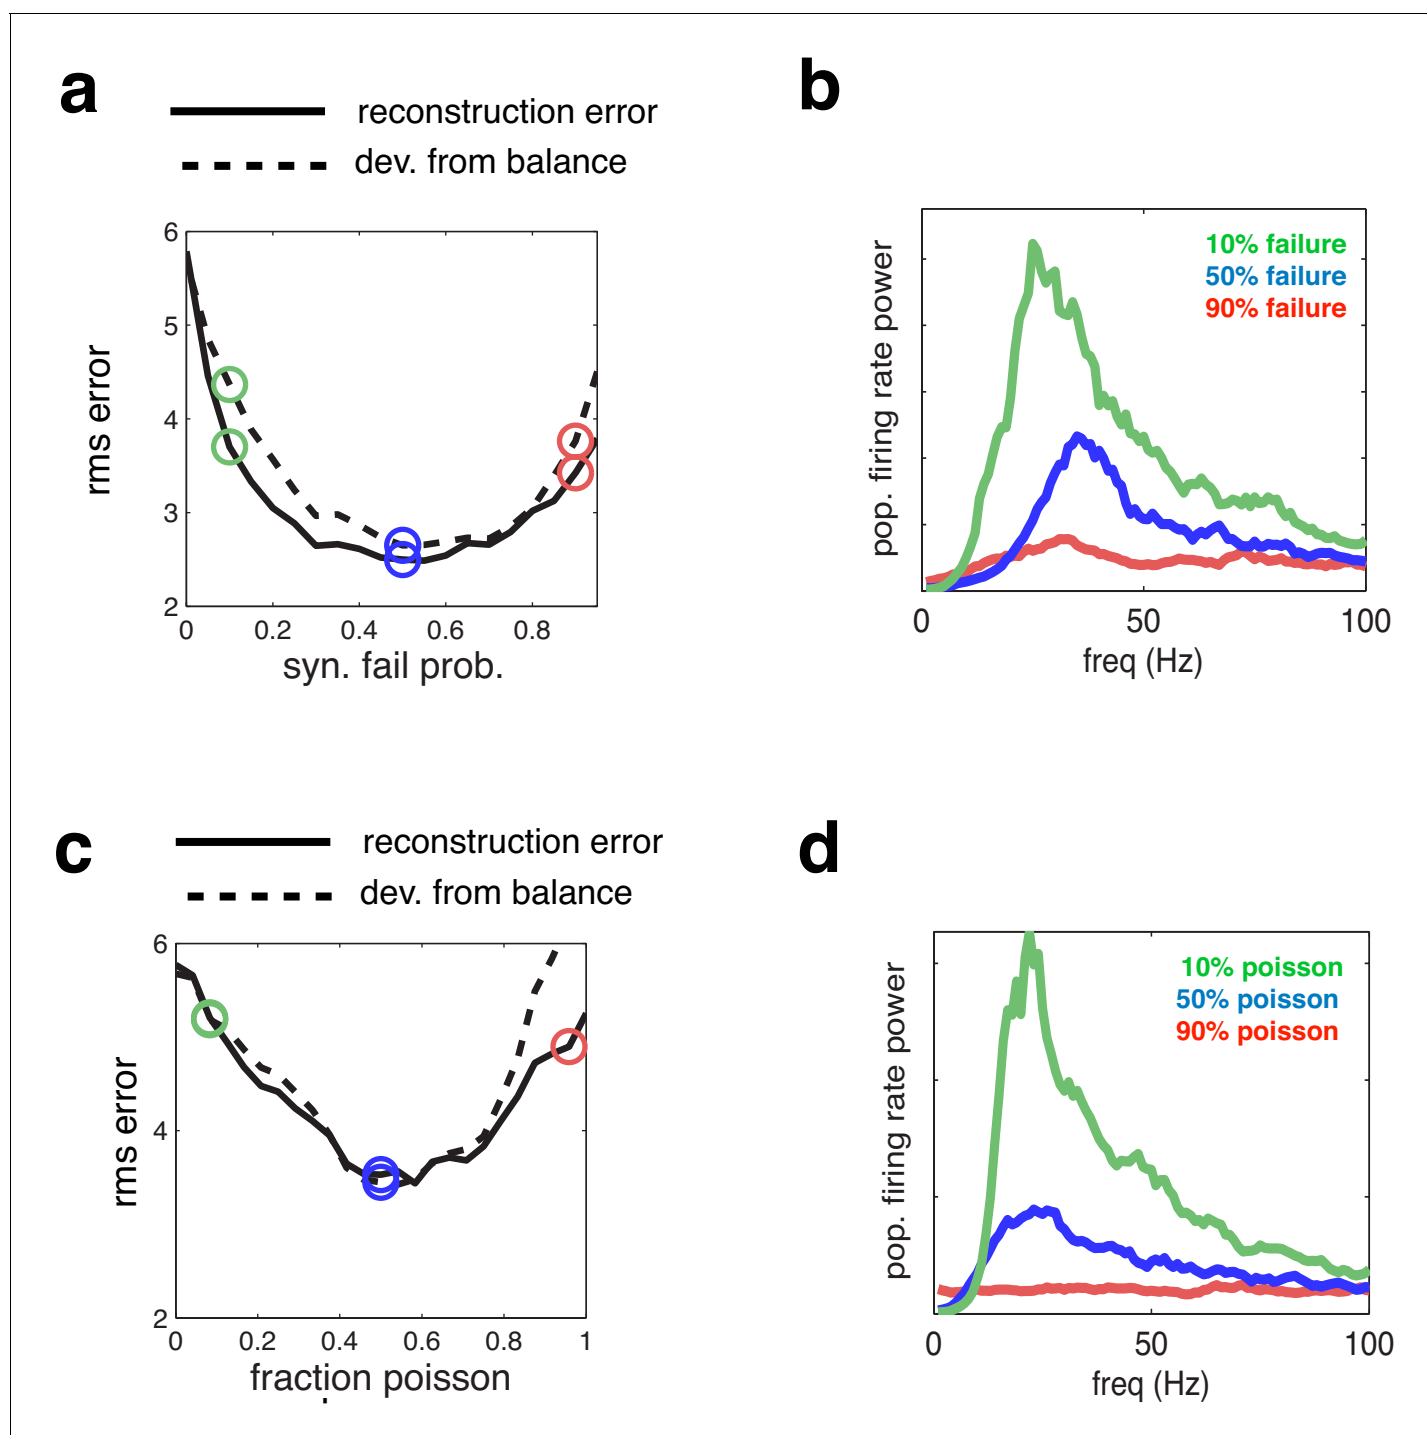 a
reconstruction error
dev. from balance
6
5
4
3
2
rms error
0 0.2 0.4 0.6 0.8
syn. fail prob.
b
10% failure
50% failure
90% failure
pop. firing rate power
0 50 100
freq (Hz)
c
reconstruction error
dev. from balance
6
4
2
rms error
0 0.2 0.4 0.6 0.8 1
fraction poisson
d
10% poisson
50% poisson
90% poisson
pop. firing rate power
0 50 100
freq (Hz)